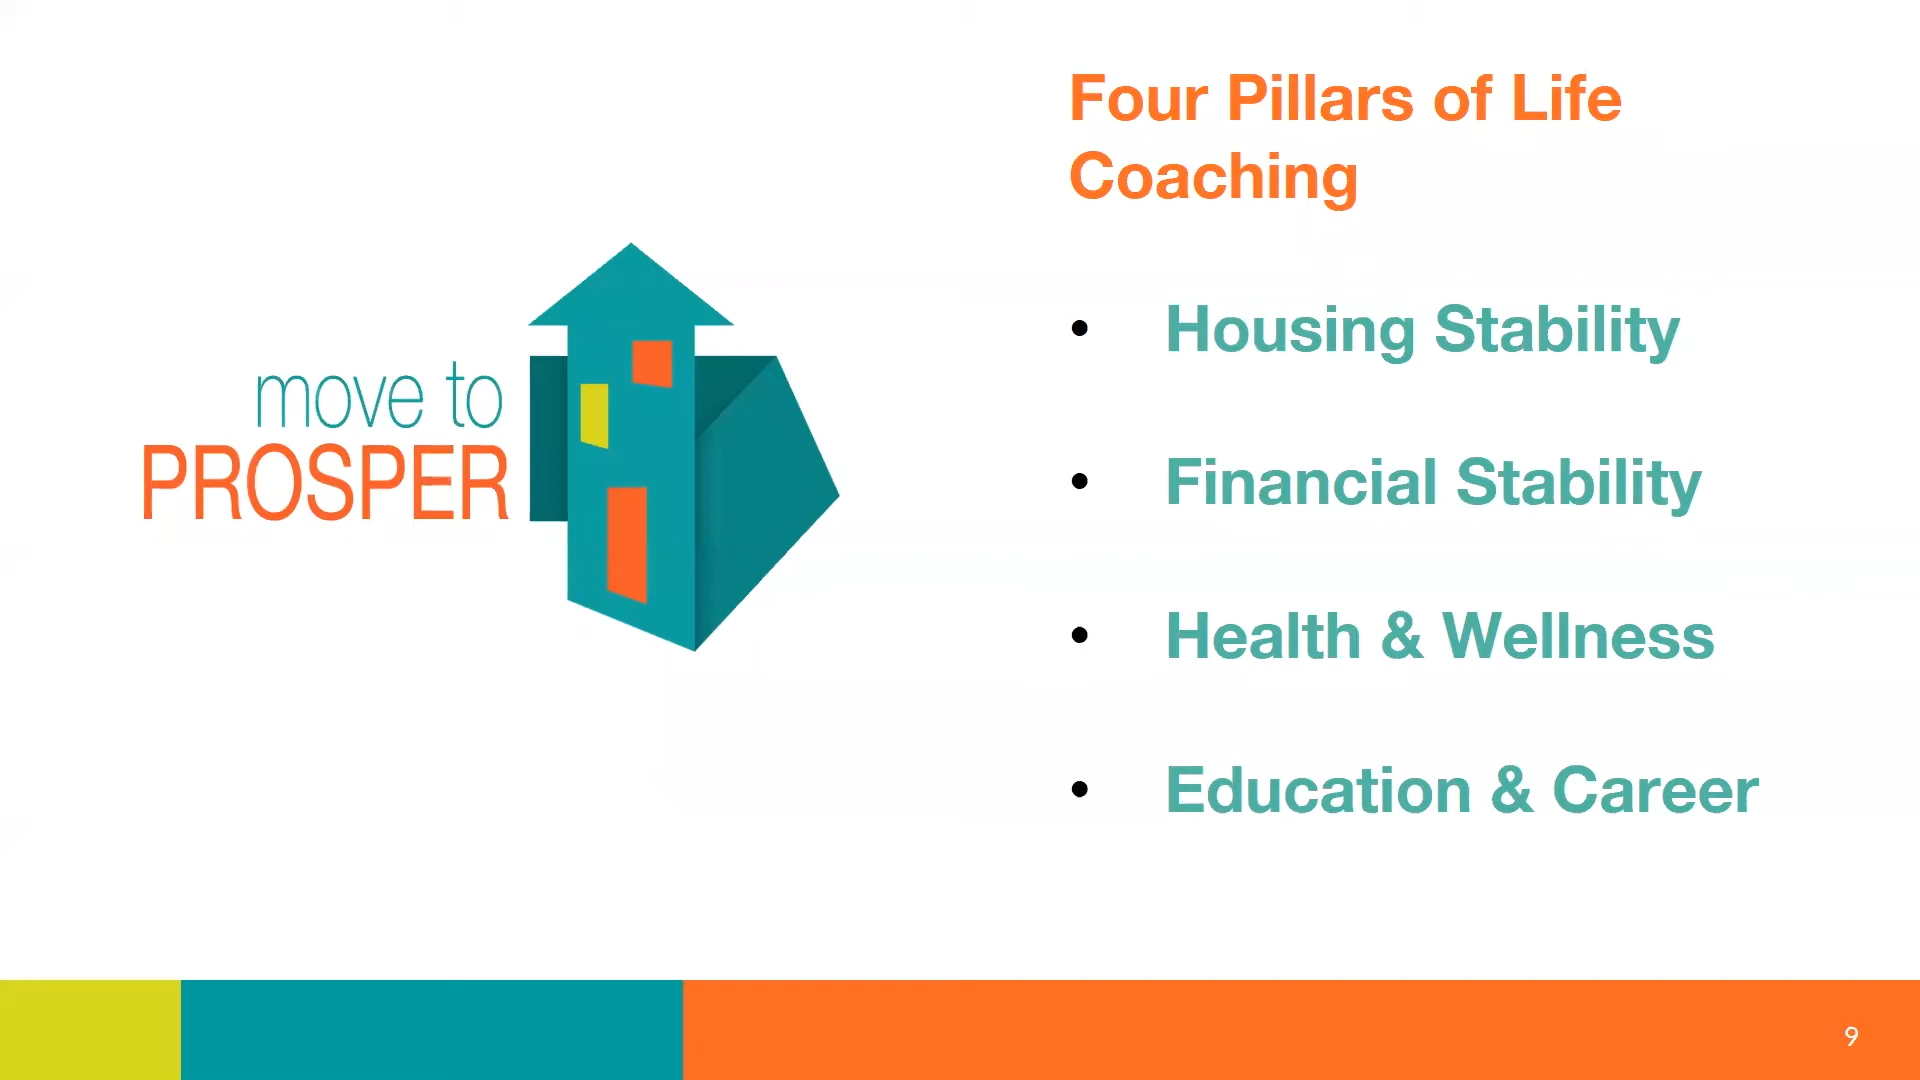 move to
PROSPER
Four Pillars of Life
Coaching
• Housing Stability
• Financial Stability
• Health & Wellness
• Education & Career
9